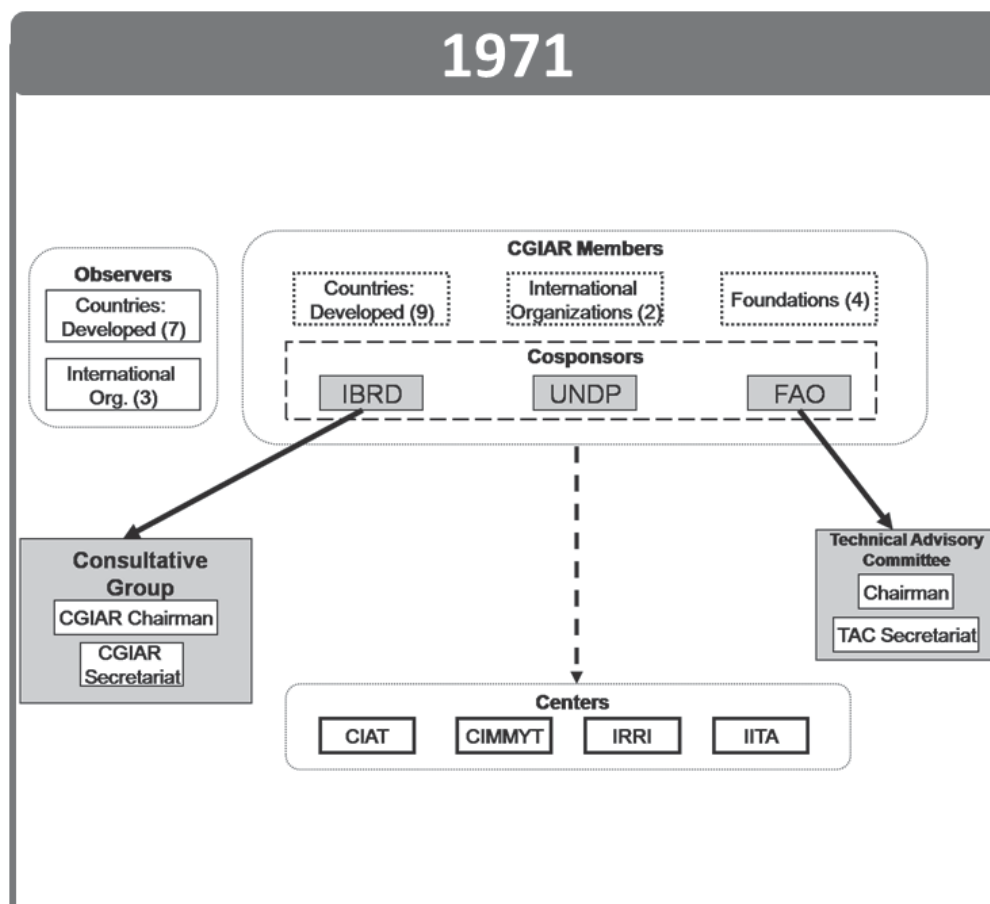 1971
Observers
Countries:
Developed (7)
International
Org. (3)
CGIAR Members
Countries:
Developed (9)
International
Organizations (2)
Foundations (4)
Cosponsors
IBRD
UNDP
FAO
Consultative
Group
CGIAR Chairman
CGIAR
Secretariat
Technical Advisory
Committee
Chairman
TAC Secretariat
Centers
CIAT
CIMMYT
IRRI
IITA